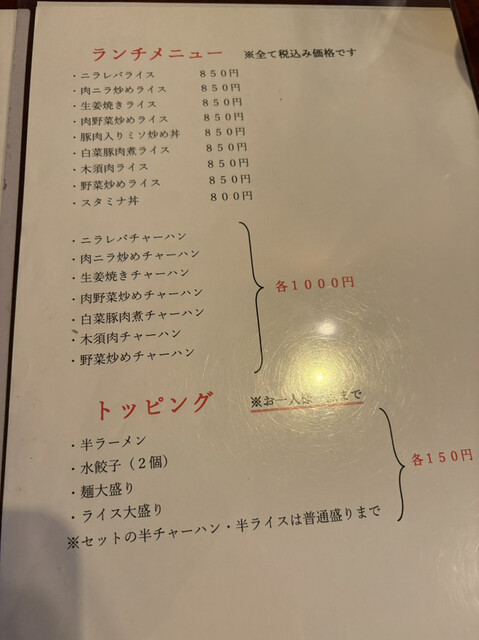 ランチメニュー ※全て税込み価格です
・ニラレバライス 850円
・肉ニラ炒めライス 850円
・生姜焼きライス 850円
・肉野菜炒めライス 850円
・豚肉入りミソ炒め丼 850円
・白菜豚肉煮ライス 850円
・木須肉ライス 850円
・野菜炒めライス 850円
・スタミナ丼 800円
・ニラレバチャーハン
・肉ニラ炒めチャーハン
・生姜焼きチャーハン
・肉野菜炒めチャーハン
・白菜豚肉煮チャーハン
・木須肉チャーハン
・野菜炒めチャーハン
各1000円
トッピング ※お一人様 まで
・半ラーメン
・水餃子（2個）
・麺大盛り
・ライス大盛り
各150円
※セットの半チャーハン・半ライスは普通盛りまで